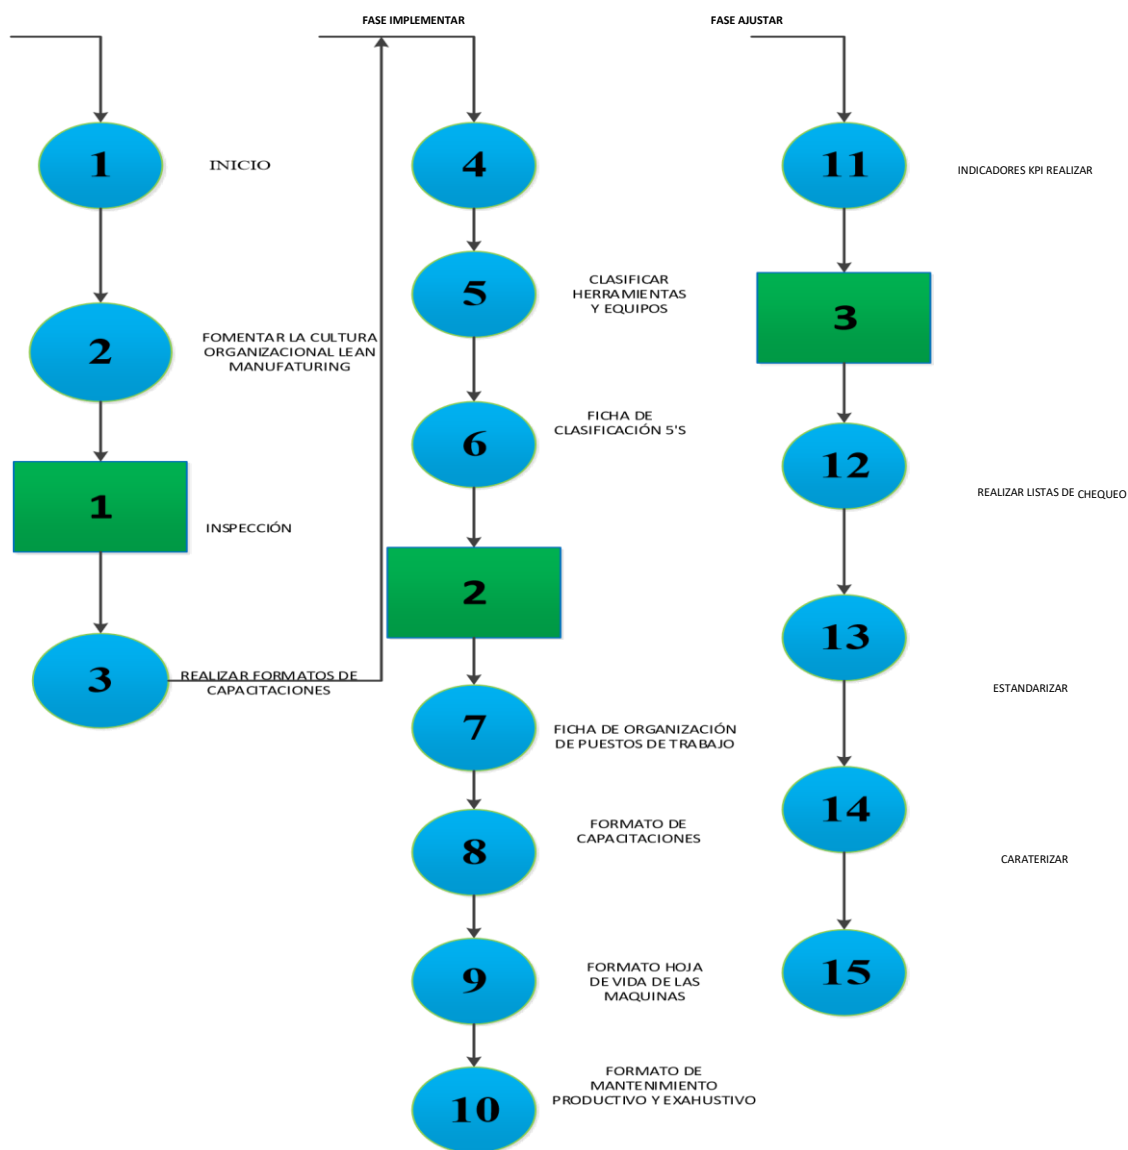 FASE IMPLEMENTAR
FASE AJUSTAR
1
INICIO
2
FOMENTAR LA CULTURA
ORGANIZACIONAL LEAN
MANUFATURING
1
INSPECCIÓN
3
REALIZAR FORMATOS DE
CAPACITACIONES
4
5
CLASIFICAR
HERRAMIENTAS
Y EQUIPOS
6
FICHA DE
CLASIFICACIÓN 5'S
2
7
FICHA DE ORGANIZACIÓN
DE PUESTOS DE TRABAJO
8
FORMATO DE
CAPACITACIONES
9
FORMATO HOJA
DE VIDA DE LAS
MAQUINAS
10
FORMATO DE
MANTENIMIENTO
PRODUCTIVO Y EXAHUSTIVO
11
INDICADORES KPI REALIZAR
3
12
REALIZAR LISTAS DE CHEQUEO
13
ESTANDARIZAR
14
CARATERIZAR
15